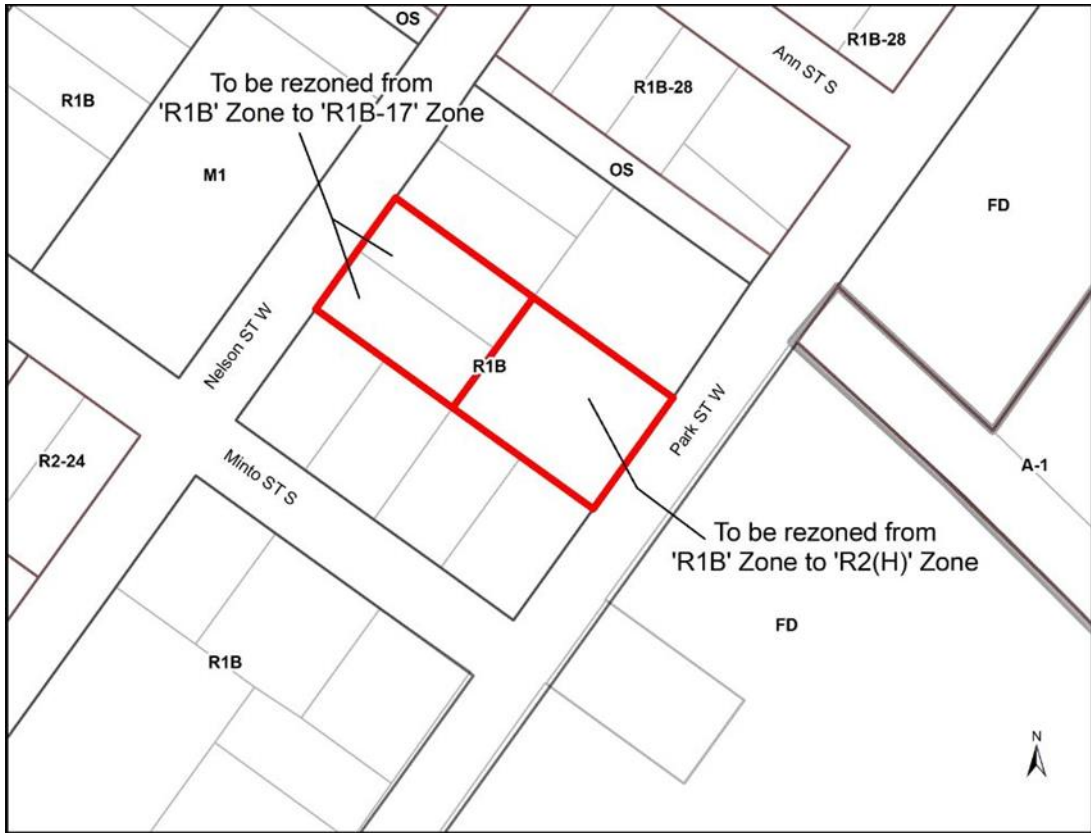 OS
Ann ST S
R1B-28
To be rezoned from
'R1B' Zone to 'R1B-17' Zone
R1B
R1B-28
M1
OS
FD
Nelson ST W
R1B
Park ST W
R2-24
Minto ST S
A-1
To be rezoned from
'R1B' Zone to 'R2(H)' Zone
FD
R1B
N